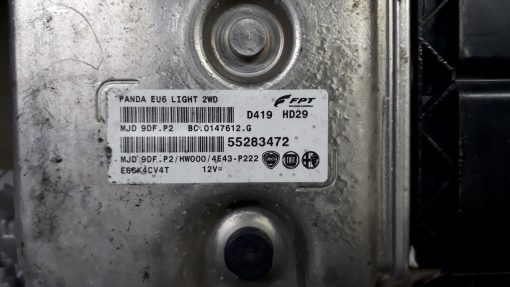 PANDA EU6 LIGHT 2WD
FPT
D419 HD29
MJD 9DF.P2 BC.0147612.G
55283472
MJD 9DF.P2/HW000/4E43-P222
12V=